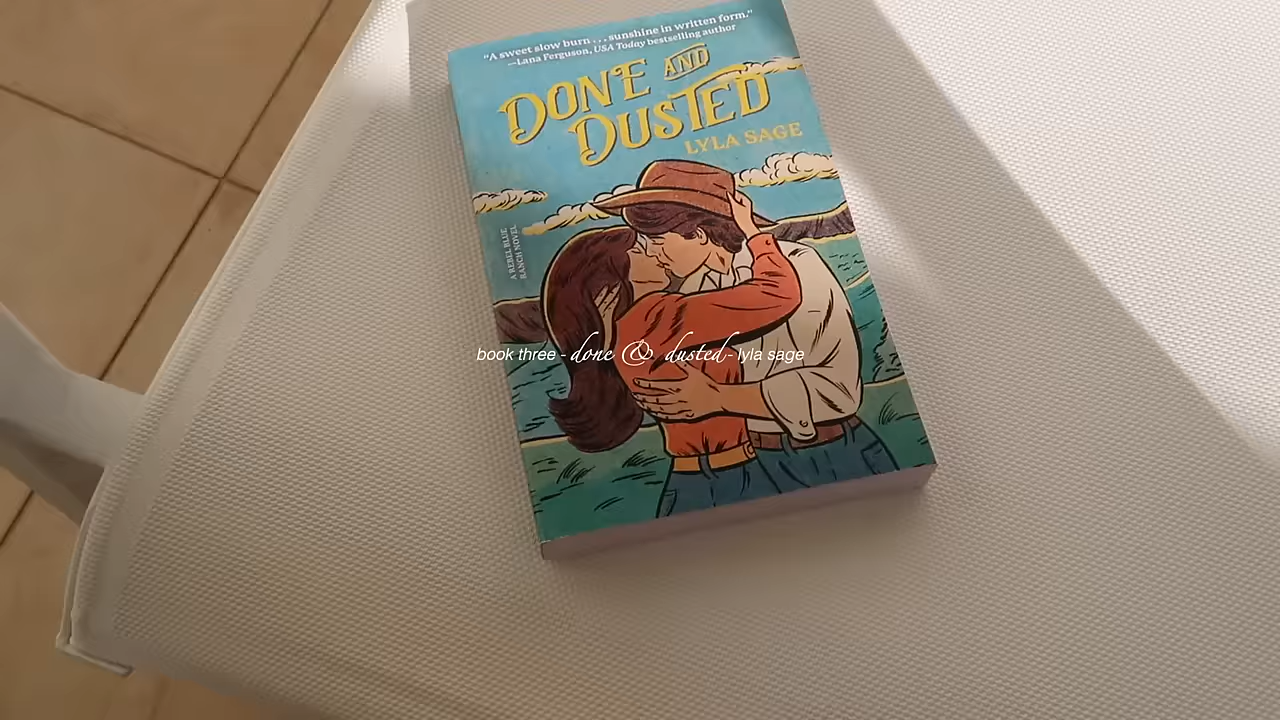 "A sweet slow burn . . . sunshine in written form."
—Lana Ferguson, USA Today bestselling author
DONE AND
DUSTED
LYLA SAGE
A REBEL BLUE
RANCH NOVEL
book three - done & dusted - lyla sage